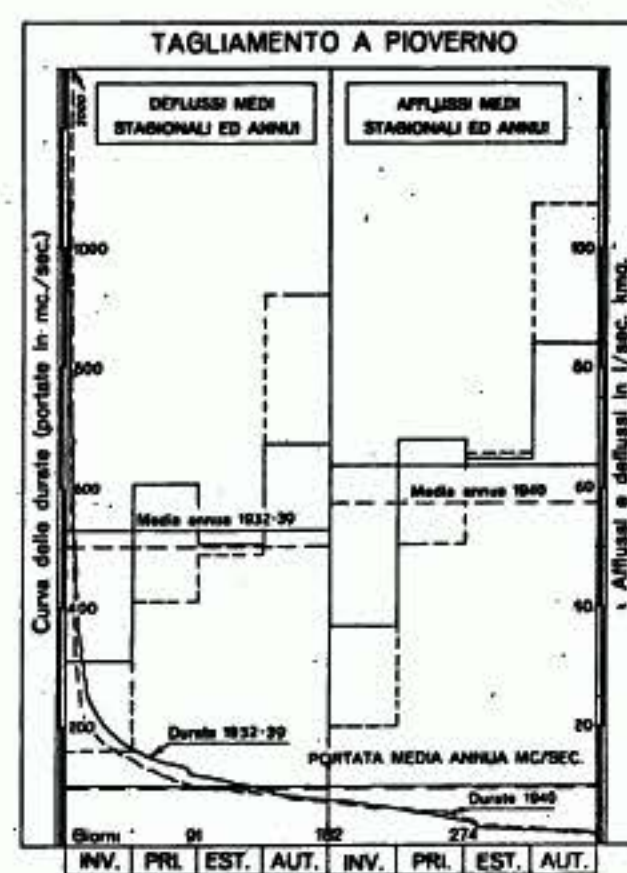 TAGLIAMENTO A PIOVERNO
DEFLUSSI MEDI
STAGIONALI ED ANNUI
AFFLUSSI MEDI
STAGIONALI ED ANNUI
Curva delle durate (portate in mc./sec.)
Afflussi e deflussi in l/sec. kmq.
1000
800
600
400
200
100
80
60
40
20
Media annua 1932-39
Media annua 1940
Durate 1932-39
PORTATA MEDIA ANNUA MC/SEC.
Durate 1940
Giorni 91 182 274
INV. PRI. EST. AUT. INV. PRI. EST. AUT.